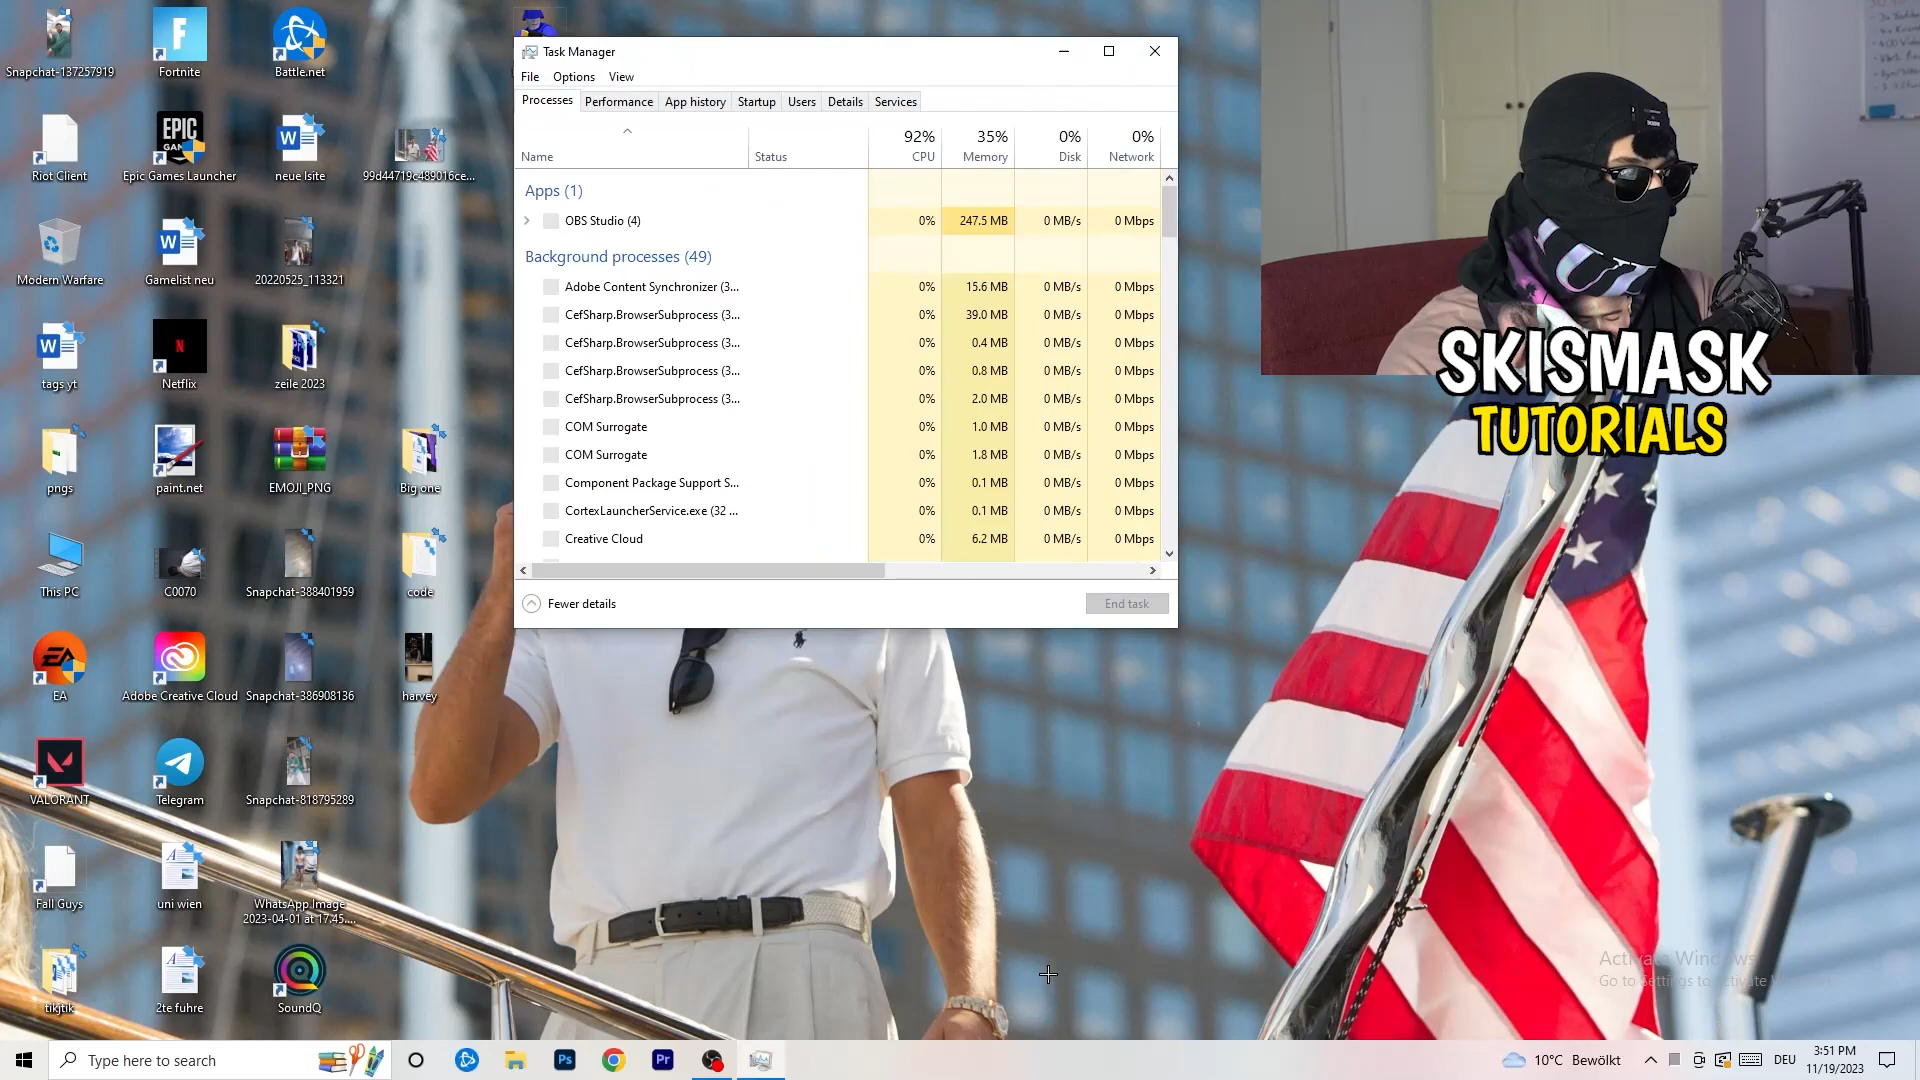 Snapchat-137257919
Fortnite
Battle.net
Riot Client
EPIC
Epic Games Launcher
neue lsite
99d44719c489016ce...
Modern Warfare
Gamelist neu
20220525_113321
tags yt
Netflix
zeile 2023
pngs
paint.net
EMOJI_PNG
Big one
This PC
C0070
Snapchat-388401959
code
EA
Adobe Creative Cloud
Snapchat-386908136
harvey
VALORANT
Telegram
Snapchat-818795289
Fall Guys
uni wien
WhatsApp Image
2023-04-01 at 17.45....
tikjtik
2te fuhre
SoundQ
Task Manager
File Options View
Processes Performance App history Startup Users Details Services
92% 35% 0% 0%
Name Status CPU Memory Disk Network
Apps (1)
OBS Studio (4) 0% 247.5 MB 0 MB/s 0 Mbps
Background processes (49)
Adobe Content Synchronizer (3... 0% 15.6 MB 0 MB/s 0 Mbps
CefSharp.BrowserSubprocess (3... 0% 39.0 MB 0 MB/s 0 Mbps
CefSharp.BrowserSubprocess (3... 0% 0.4 MB 0 MB/s 0 Mbps
CefSharp.BrowserSubprocess (3... 0% 0.8 MB 0 MB/s 0 Mbps
CefSharp.BrowserSubprocess (3... 0% 2.0 MB 0 MB/s 0 Mbps
COM Surrogate 0% 1.0 MB 0 MB/s 0 Mbps
COM Surrogate 0% 1.8 MB 0 MB/s 0 Mbps
Component Package Support S... 0% 0.1 MB 0 MB/s 0 Mbps
CortexLauncherService.exe (32 ... 0% 0.1 MB 0 MB/s 0 Mbps
Creative Cloud 0% 6.2 MB 0 MB/s 0 Mbps
Fewer details
End task
SKISMASK
TUTORIALS
Activate Windows
Go to Settings to activate
Type here to search
Ps
Pr
10°C Bewölkt
DEU
3:51 PM
11/19/2023